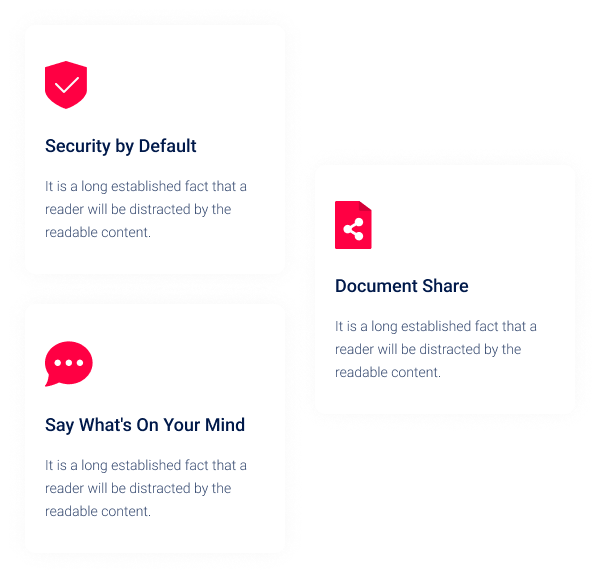 Security by Default
It is a long established fact that a
reader will be distracted by the
readable content.
Say What's On Your Mind
It is a long established fact that a
reader will be distracted by the
readable content.
Document Share
It is a long established fact that a
reader will be distracted by the
readable content.